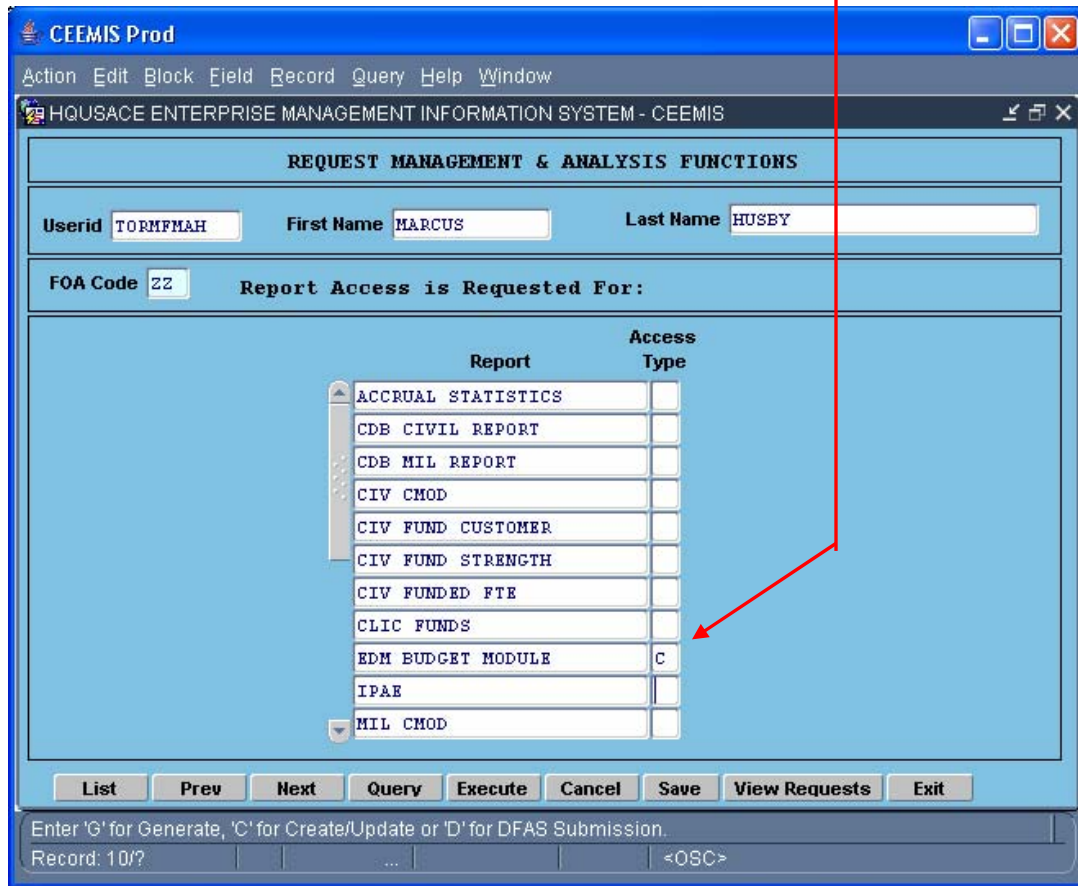 CEEMIS Prod
Action Edit Block Field Record Query Help Window
HQUSACE ENTERPRISE MANAGEMENT INFORMATION SYSTEM - CEEMIS
REQUEST MANAGEMENT & ANALYSIS FUNCTIONS
Userid TORMFMAH First Name MARCUS Last Name HUSBY
FOA Code ZZ Report Access is Requested For:
Access
Report Type
ACCRUAL STATISTICS
CDB CIVIL REPORT
CDB MIL REPORT
CIV CMOD
CIV FUND CUSTOMER
CIV FUND STRENGTH
CIV FUNDED FTE
CLIC FUNDS
EDM BUDGET MODULE C
IPAE
MIL CMOD
List Prev Next Query Execute Cancel Save View Requests Exit
Enter 'G' for Generate, 'C' for Create/Update or 'D' for DFAS Submission.
Record: 10/? ... <OSC>